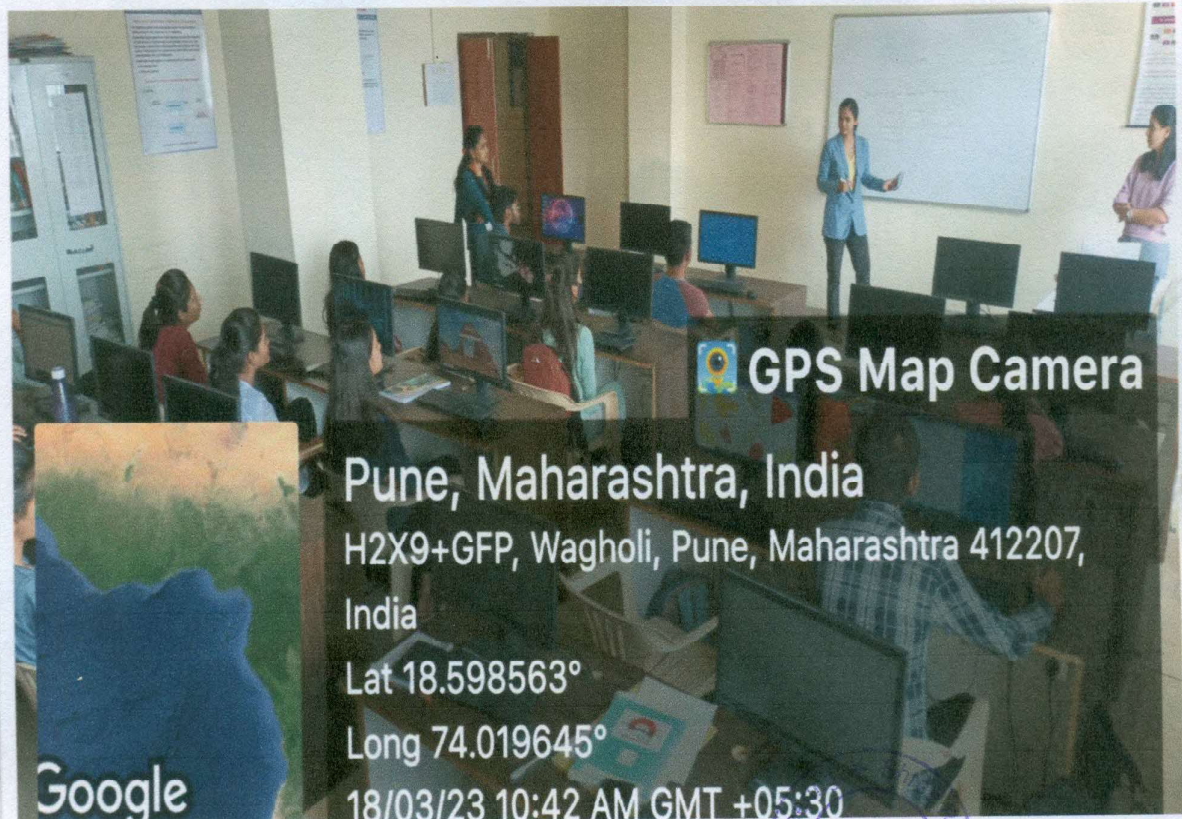 GPS Map Camera
Pune, Maharashtra, India
H2X9+GFP, Wagholi, Pune, Maharashtra 412207,
India
Lat 18.598563°
Long 74.019645°
18/03/23 10:42 AM GMT +05:30
Google